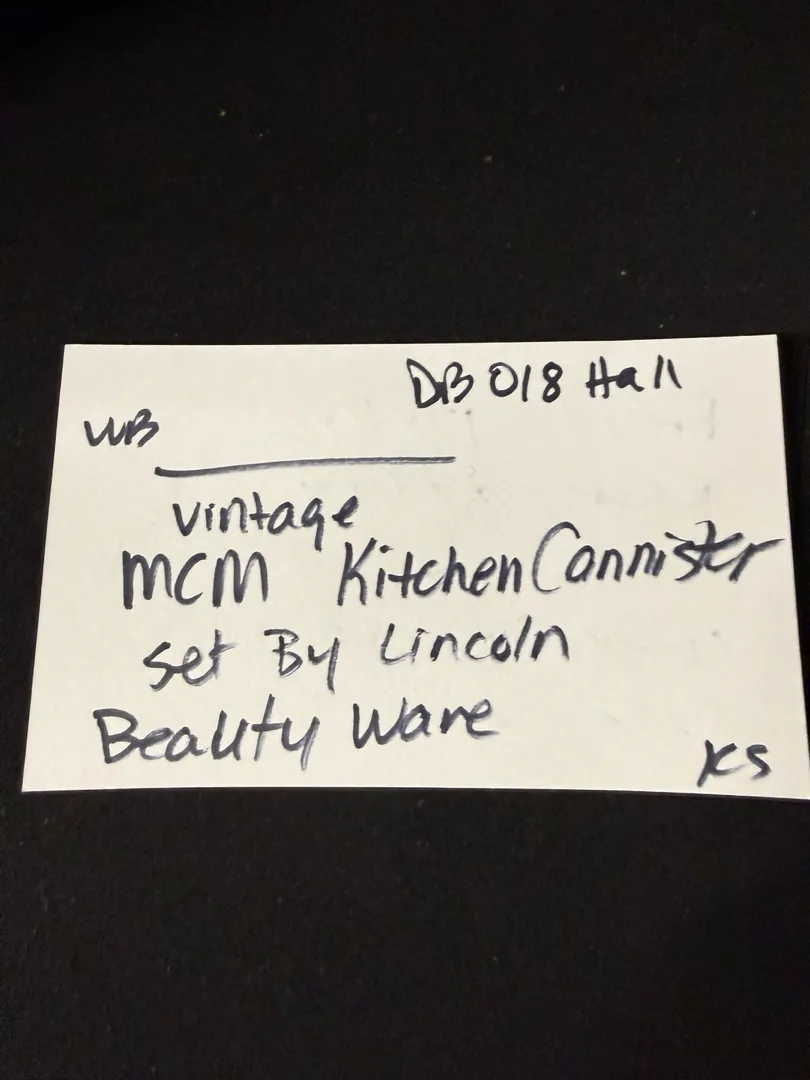 DB 018 Hall
WB
vintage
MCM Kitchen Cannister
set By Lincoln
Beauty Ware
KS